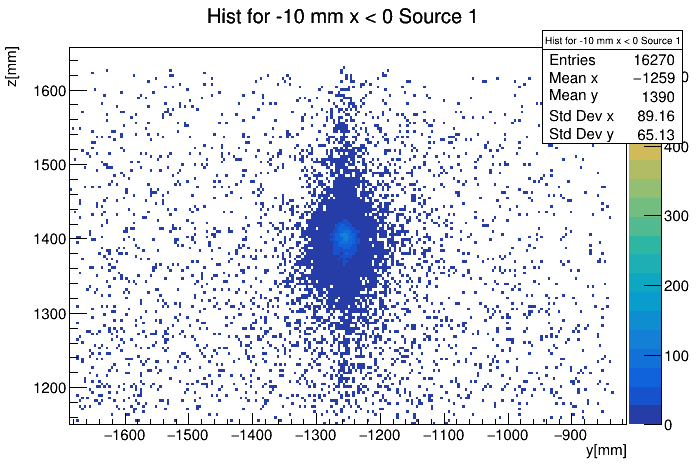 Hist for -10 mm x < 0 Source 1
Hist for -10 mm x < 0 Source 1
Entries 16270
Mean x −1259
Mean y 1390
Std Dev x 89.16
Std Dev y 65.13
z[mm]
1600
1500
1400
1300
1200
−1600 −1500 −1400 −1300 −1200 −1100 −1000 −900
y[mm]
400
300
200
100
0